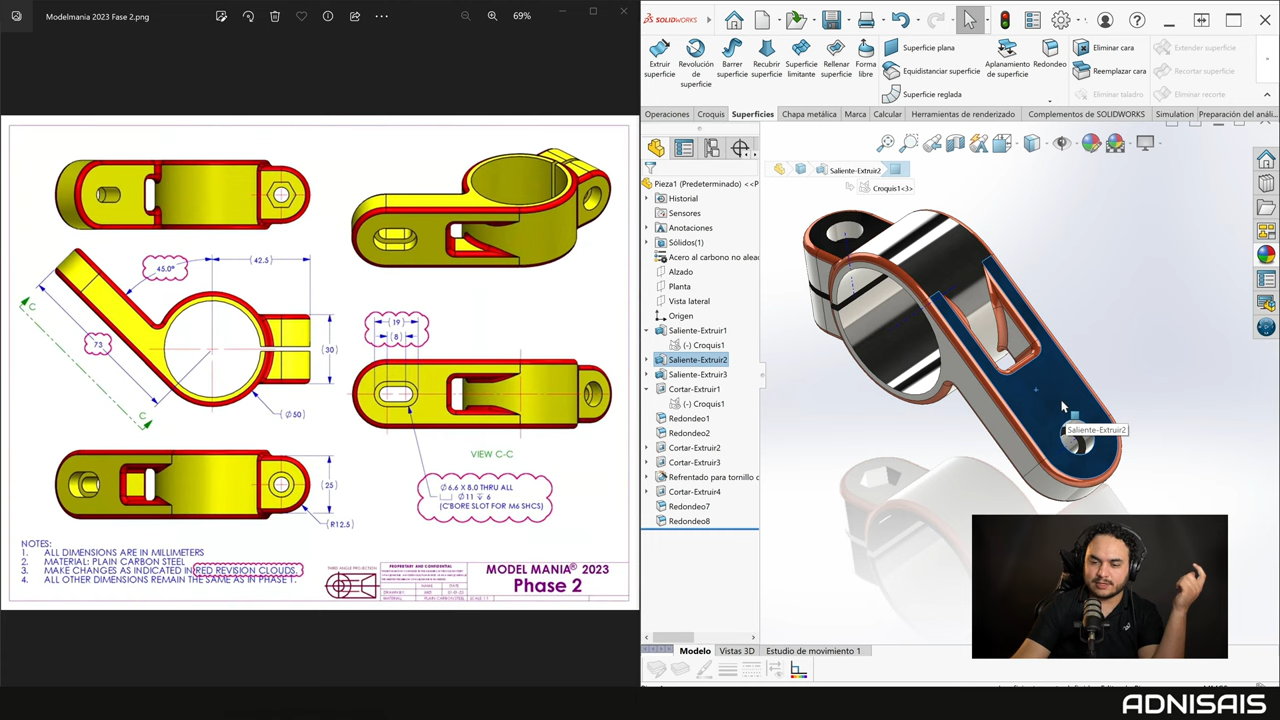 Modelmania 2023 Fase 2.png
69%
45.0°
42.5
73
(30)
(Ø50)
C
C
19
(8)
VIEW C-C
Ø 6.6 X 8.0 THRU ALL
Ø 11 ↧ 6
(C'BORE SLOT FOR M6 SHCS)
(25)
(R12.5)
NOTES:
1. ALL DIMENSIONS ARE IN MILLIMETERS
2. MATERIAL: PLAIN CARBON STEEL
3. MAKE CHANGES AS INDICATED IN RED REVISION CLOUDS.
4. ALL OTHER DIMENSIONS REMAIN THE SAME AS IN PHASE 1.
THIRD ANGLE PROJECTION
PROPRIETARY AND CONFIDENTIAL
MODEL MANIA® 2023
Phase 2
SOLIDWORKS
Extruir superficie
Revolución de superficie
Barrer superficie
Recubrir superficie
Superficie limitante
Rellenar superficie
Forma libre
Superficie plana
Equidistanciar superficie
Superficie reglada
Aplanamiento de superficie
Redondeo
Eliminar cara
Reemplazar cara
Eliminar taladro
Extender superficie
Recortar superficie
Eliminar recorte
Operaciones
Croquis
Superficies
Chapa metálica
Marca
Calcular
Herramientas de renderizado
Complementos de SOLIDWORKS
Simulation
Preparación del anál...
Saliente-Extruir2
Croquis1<3>
Pieza1 (Predeterminado) <<P
Historial
Sensores
Anotaciones
Sólidos(1)
Acero al carbono no alea
Alzado
Planta
Vista lateral
Origen
Saliente-Extruir1
(-) Croquis1
Saliente-Extruir2
Saliente-Extruir3
Cortar-Extruir1
(-) Croquis1
Redondeo1
Redondeo2
Cortar-Extruir2
Cortar-Extruir3
Refrentado para tornillo c
Cortar-Extruir4
Redondeo7
Redondeo8
Saliente-Extruir2
Modelo
Vistas 3D
Estudio de movimiento 1
ADNISAIS